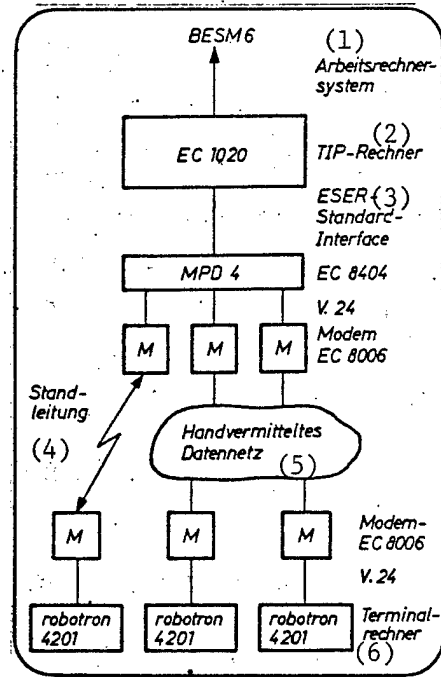 BESM6 (1)
Arbeitsrechner-
system
EC 1020 TIP-Rechner (2)
ESER- (3)
Standard-
Interface
MPD 4 EC 8404
V. 24
M M M Modem
EC 8006
Stand-
leitung
(4)
Handvermitteltes
Datennetz
(5)
M M M Modem-
EC 8006
V. 24
robotron robotron robotron Terminal-
4201 4201 4201 rechner
(6)